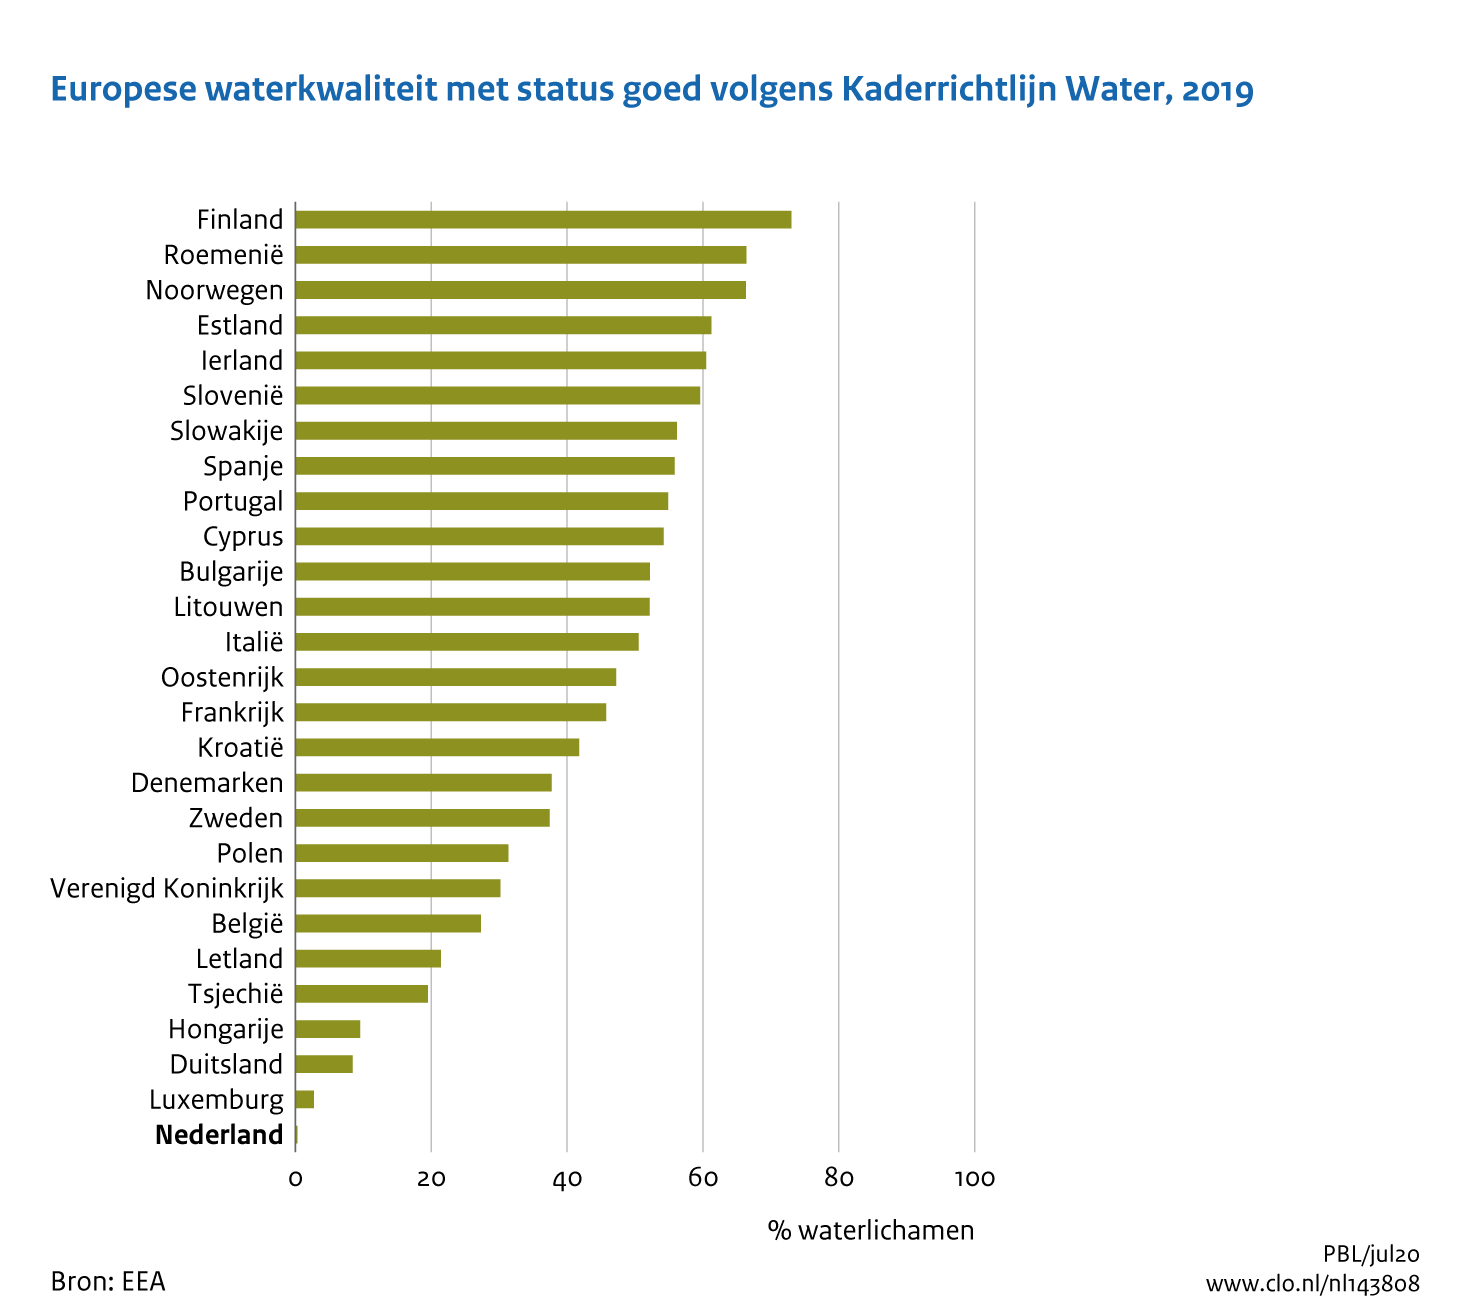 Europese waterkwaliteit met status goed volgens Kaderrichtlijn Water, 2019
Finland
Roemenië
Noorwegen
Estland
Ierland
Slovenië
Slowakije
Spanje
Portugal
Cyprus
Bulgarije
Litouwen
Italië
Oostenrijk
Frankrijk
Kroatië
Denemarken
Zweden
Polen
Verenigd Koninkrijk
België
Letland
Tsjechië
Hongarije
Duitsland
Luxemburg
Nederland
0 20 40 60 80 100
% waterlichamen
PBL/jul20
Bron: EEA
www.clo.nl/nl143808